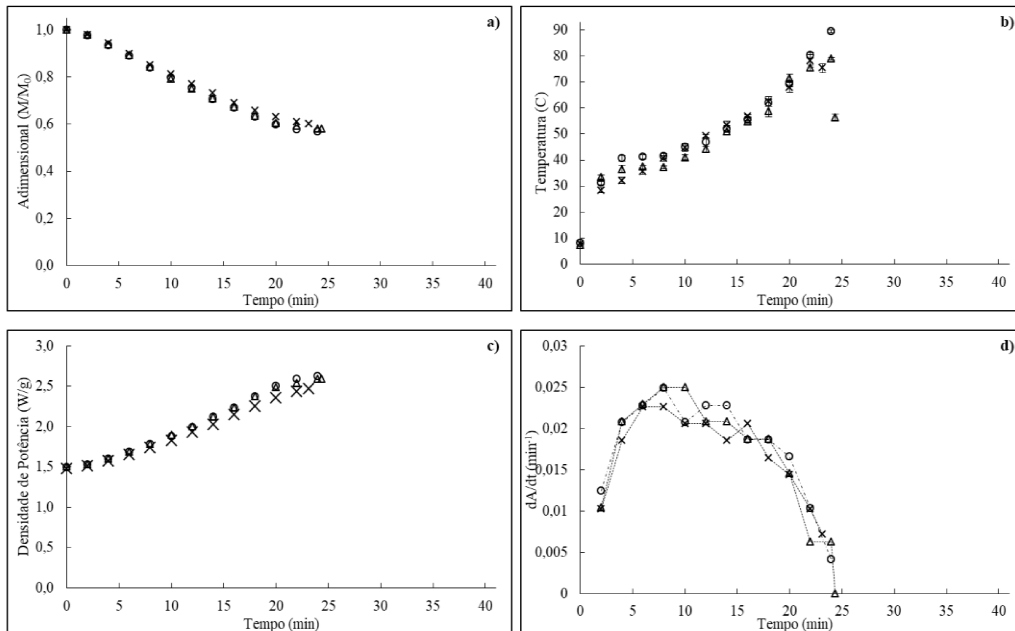 a)
Adimensional (M/M0)
1,0
0,8
0,6
0,4
0,2
0,0
0 5 10 15 20 25 30 35 40
Tempo (min)
b)
Temperatura (C)
90
80
70
60
50
40
30
20
10
0
0 5 10 15 20 25 30 35 40
Tempo (min)
c)
Densidade de Potência (W/g)
3,0
2,5
2,0
1,5
1,0
0,5
0,0
0 5 10 15 20 25 30 35 40
Tempo (min)
d)
dA/dt (min⁻¹)
0,03
0,025
0,02
0,015
0,01
0,005
0
0 5 10 15 20 25 30 35 40
Tempo (min)